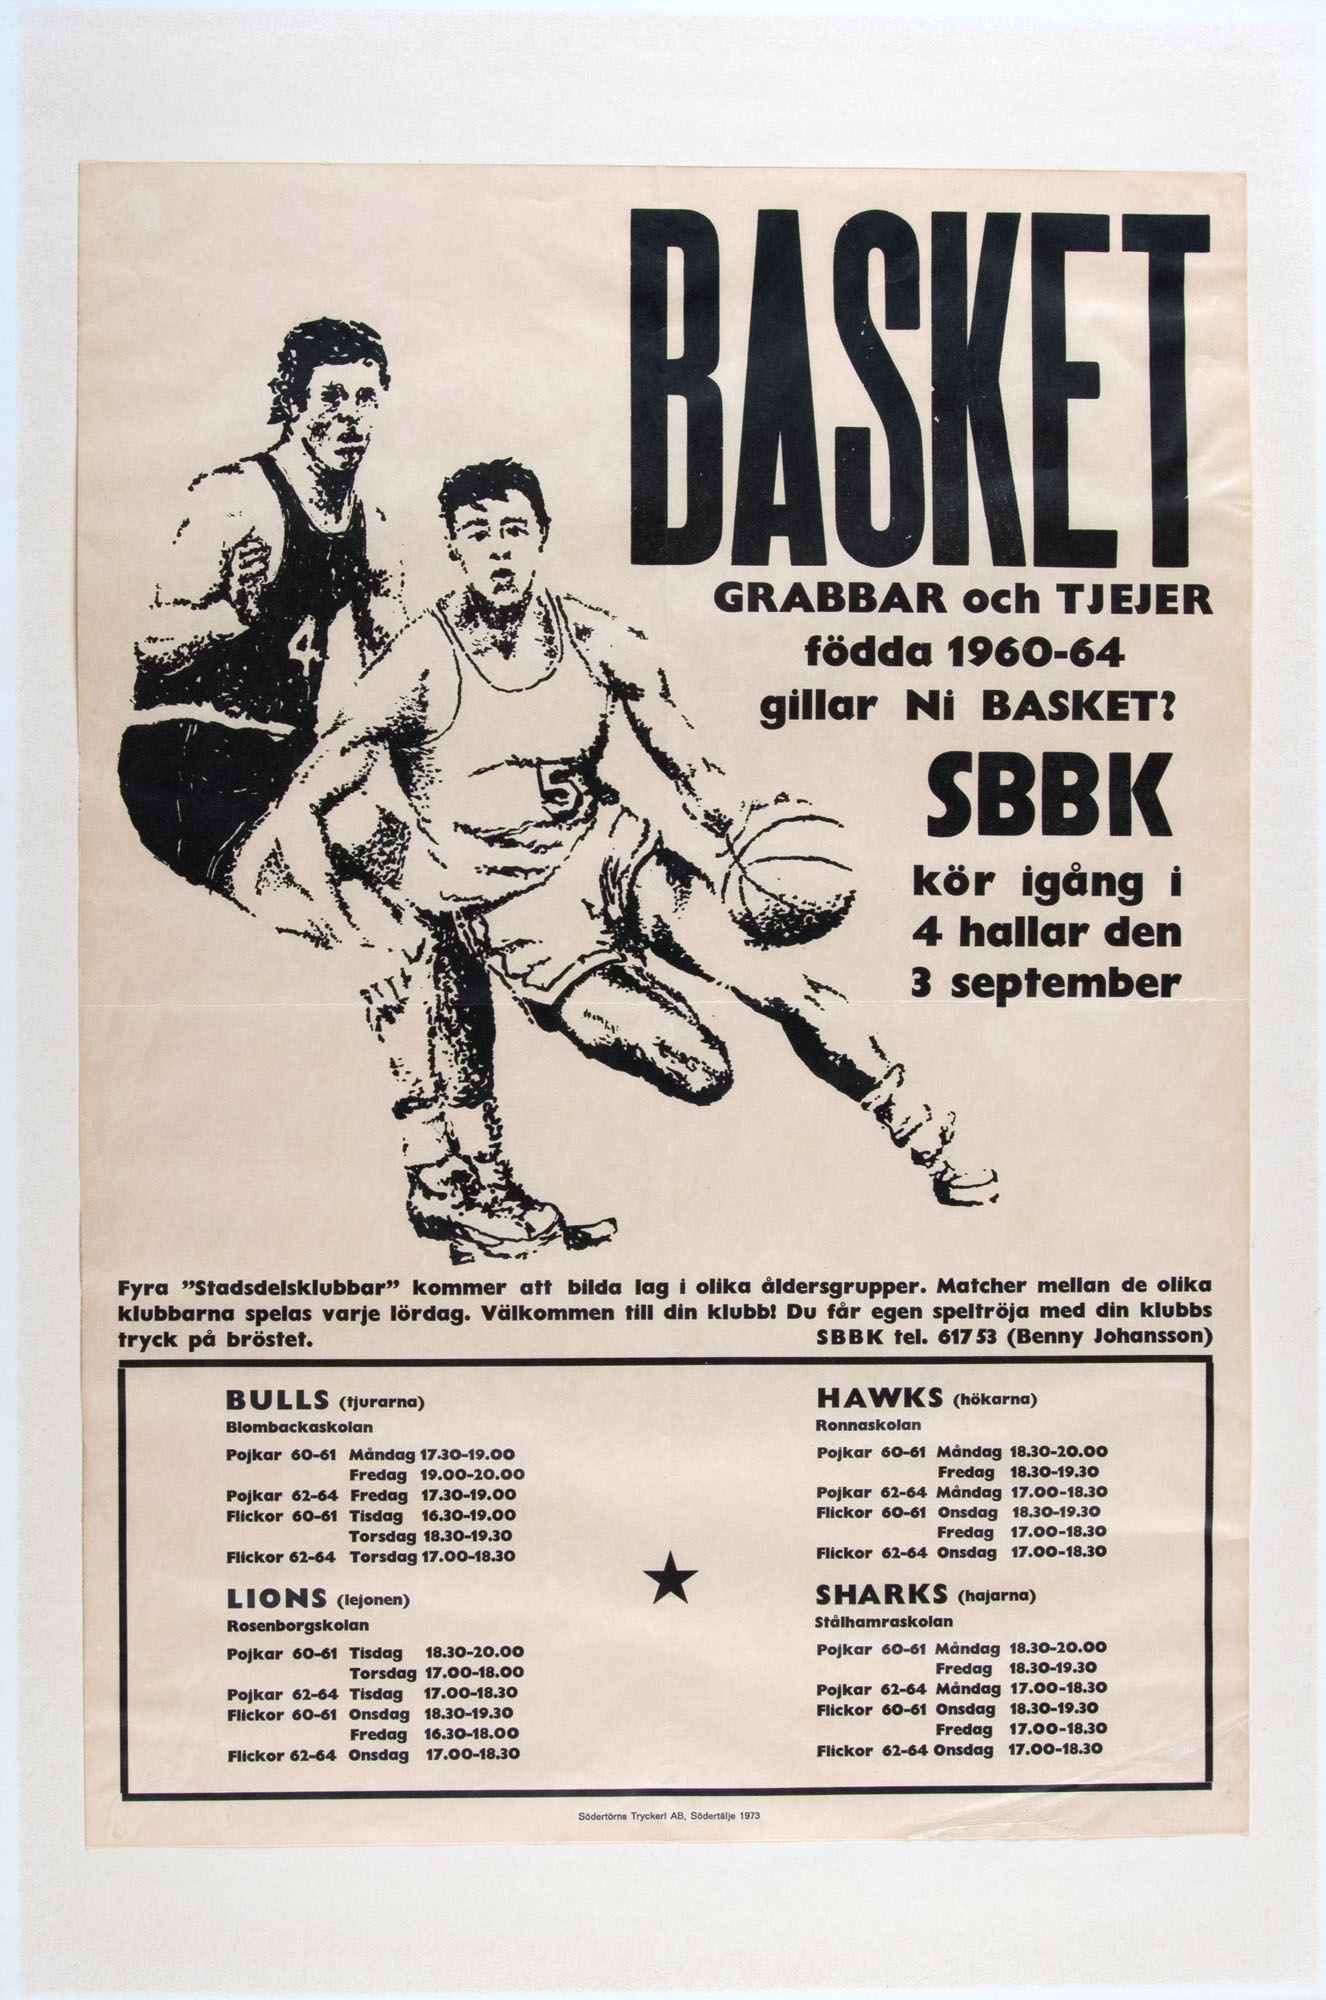 BASKET
GRABBAR och TJEJER
födda 1960-64
gillar Ni BASKET?
SBBK
kör igång i
4 hallar den
3 september
4
5
Fyra ”Stadsdelsklubbar” kommer att bilda lag i olika åldersgrupper. Matcher mellan de olika
klubbarna spelas varje lördag. Välkommen till din klubb! Du får egen speltröja med din klubbs
tryck på bröstet. SBBK tel. 617 53 (Benny Johansson)
BULLS (tjurarna)
Blombackaskolan
Pojkar 60-61 Måndag 17.30-19.00
Fredag 19.00-20.00
Pojkar 62-64 Fredag 17.30-19.00
Flickor 60-61 Tisdag 16.30-19.00
Torsdag 18.30-19.30
Flickor 62-64 Torsdag 17.00-18.30
LIONS (lejonen)
Rosenborgskolan
Pojkar 60-61 Tisdag 18.30-20.00
Torsdag 17.00-18.00
Pojkar 62-64 Tisdag 17.00-18.30
Flickor 60-61 Onsdag 18.30-19.30
Fredag 16.30-18.00
Flickor 62-64 Onsdag 17.00-18.30
HAWKS (hökarna)
Ronnaskolan
Pojkar 60-61 Måndag 18.30-20.00
Fredag 18.30-19.30
Pojkar 62-64 Måndag 17.00-18.30
Flickor 60-61 Onsdag 18.30-19.30
Fredag 17.00-18.30
Flickor 62-64 Onsdag 17.00-18.30
SHARKS (hajarna)
Stålhamraskolan
Pojkar 60-61 Måndag 18.30-20.00
Fredag 18.30-19.30
Pojkar 62-64 Måndag 17.00-18.30
Flickor 60-61 Onsdag 18.30-19.30
Fredag 17.00-18.30
Flickor 62-64 Onsdag 17.00-18.30
Södertörns Tryckeri AB, Södertälje 1973